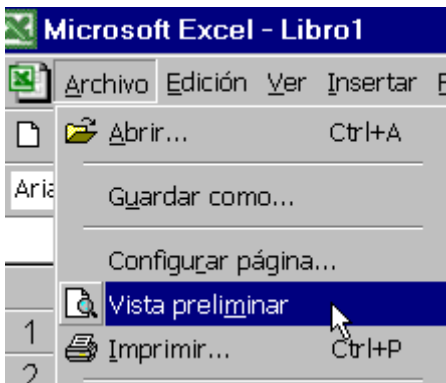 Microsoft Excel - Libro1
Archivo Edición Ver Insertar
Abrir... Ctrl+A
Guardar como...
Configurar página...
Vista preliminar
1
Imprimir... Ctrl+P
2